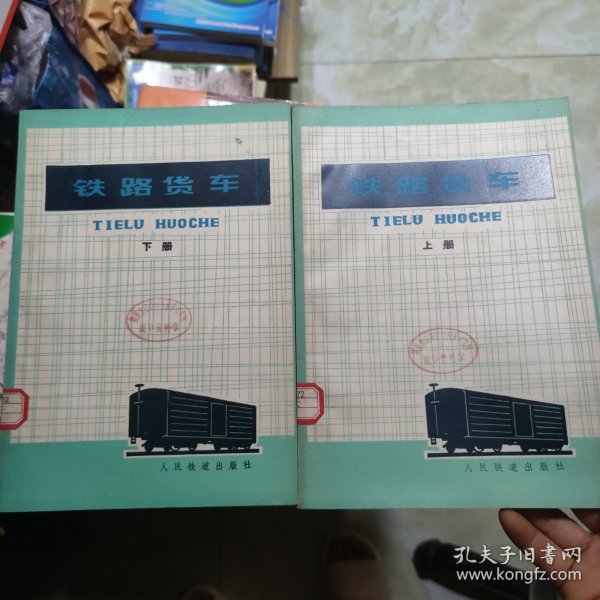 铁路货车
TIELU HUOCHE
下册
人民铁道出版社
铁路货车
TIELU HUOCHE
上册
人民铁道出版社
孔夫子旧书网
www.kongfz.com